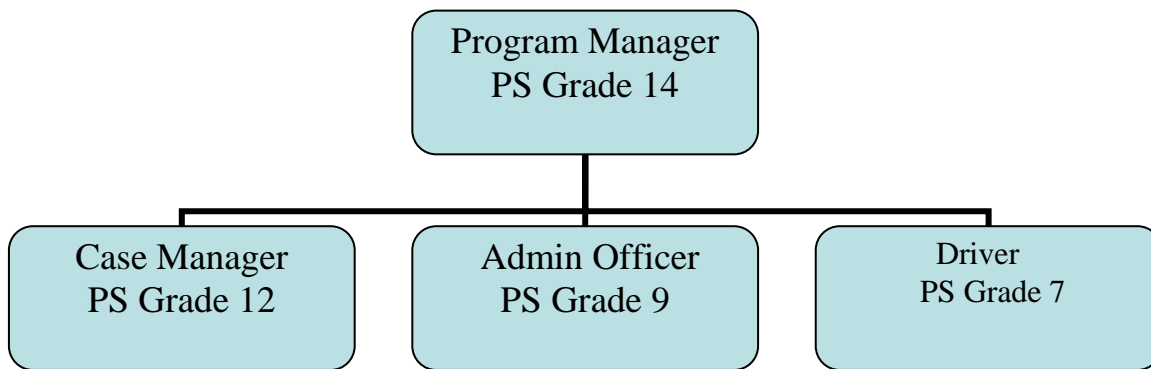 Program Manager
PS Grade 14
Case Manager
PS Grade 12
Admin Officer
PS Grade 9
Driver
PS Grade 7